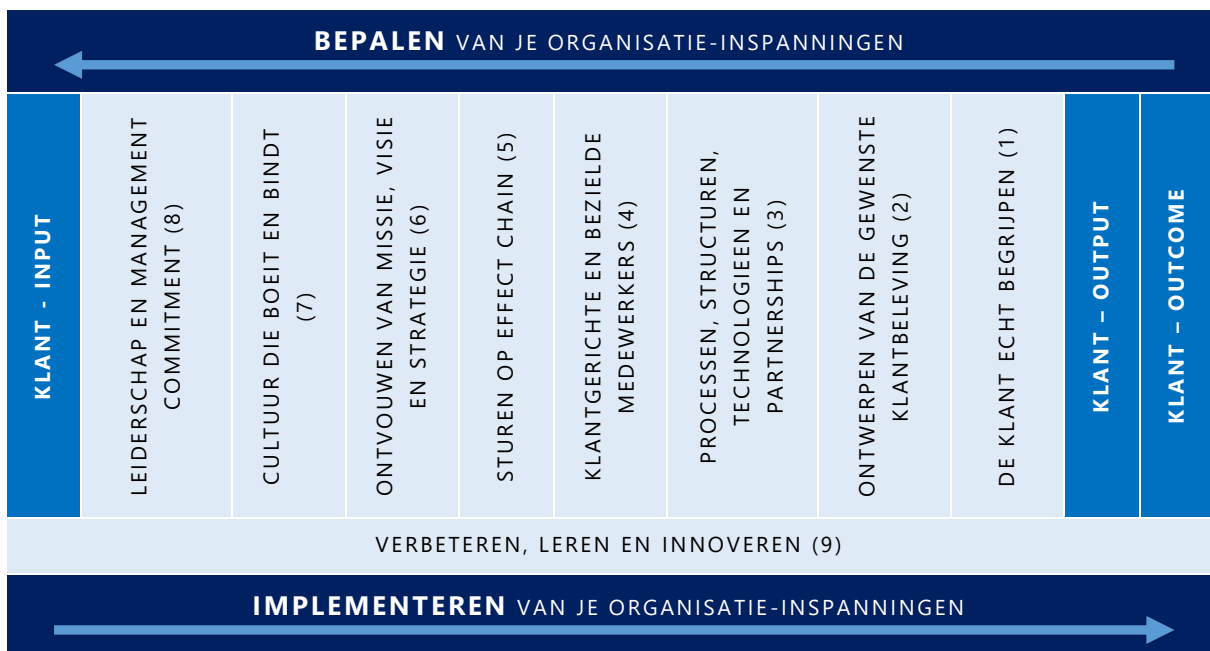 BEPALEN VAN JE ORGANISATIE-INSPANNINGEN
KLANT - INPUT
LEIDERSCHAP EN MANAGEMENT
COMMITMENT (8)
CULTUUR DIE BOEIT EN BINDT
(7)
ONTVOUWEN VAN MISSIE, VISIE
EN STRATEGIE (6)
STUREN OP EFFECT CHAIN (5)
KLANTGERICHTE EN BEZIELDE
MEDEWERKERS (4)
PROCESSEN, STRUCTUREN,
TECHNOLOGIEEN EN
PARTNERSHIPS (3)
ONTWERPEN VAN DE GEWENSTE
KLANTBELEVING (2)
DE KLANT ECHT BEGRIJPEN (1)
KLANT – OUTPUT
KLANT – OUTCOME
VERBETEREN, LEREN EN INNOVEREN (9)
IMPLEMENTEREN VAN JE ORGANISATIE-INSPANNINGEN